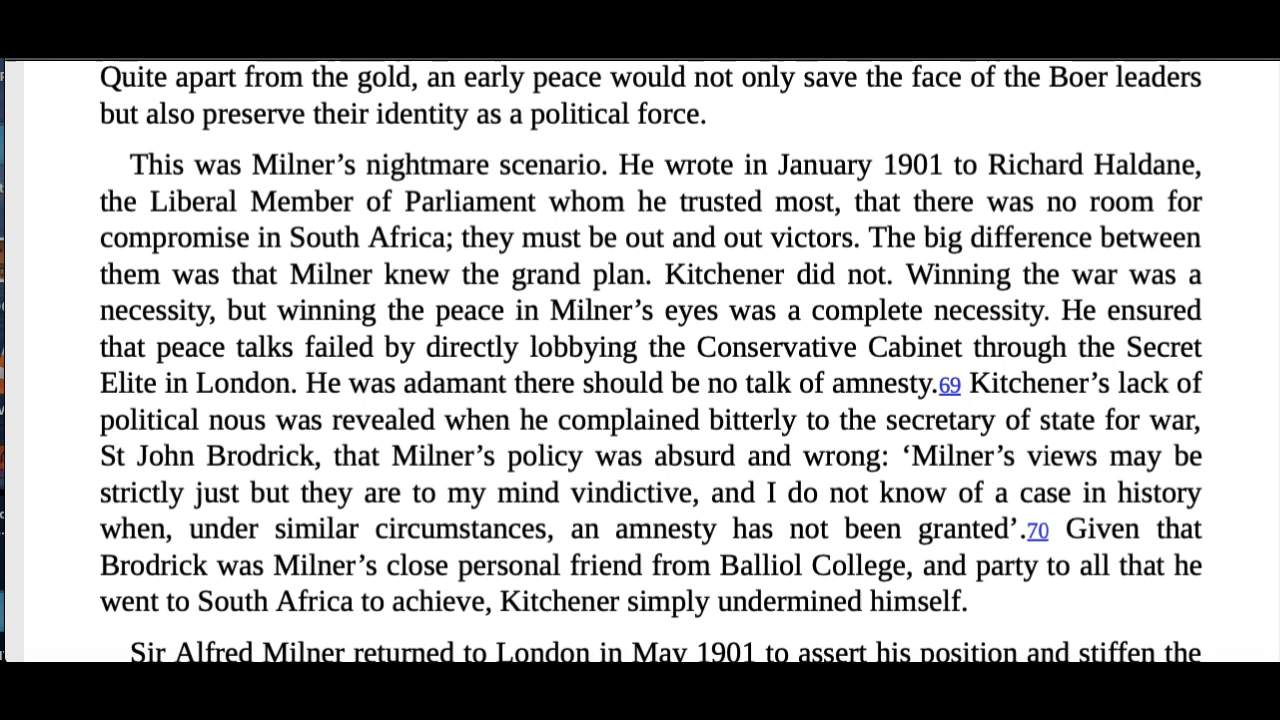 Quite apart from the gold, an early peace would not only save the face of the Boer leaders
but also preserve their identity as a political force.
This was Milner’s nightmare scenario. He wrote in January 1901 to Richard Haldane,
the Liberal Member of Parliament whom he trusted most, that there was no room for
compromise in South Africa; they must be out and out victors. The big difference between
them was that Milner knew the grand plan. Kitchener did not. Winning the war was a
necessity, but winning the peace in Milner’s eyes was a complete necessity. He ensured
that peace talks failed by directly lobbying the Conservative Cabinet through the Secret
Elite in London. He was adamant there should be no talk of amnesty.69 Kitchener’s lack of
political nous was revealed when he complained bitterly to the secretary of state for war,
St John Brodrick, that Milner’s policy was absurd and wrong: ‘Milner’s views may be
strictly just but they are to my mind vindictive, and I do not know of a case in history
when, under similar circumstances, an amnesty has not been granted’.70 Given that
Brodrick was Milner’s close personal friend from Balliol College, and party to all that he
went to South Africa to achieve, Kitchener simply undermined himself.
Sir Alfred Milner returned to London in May 1901 to assert his position and stiffen the